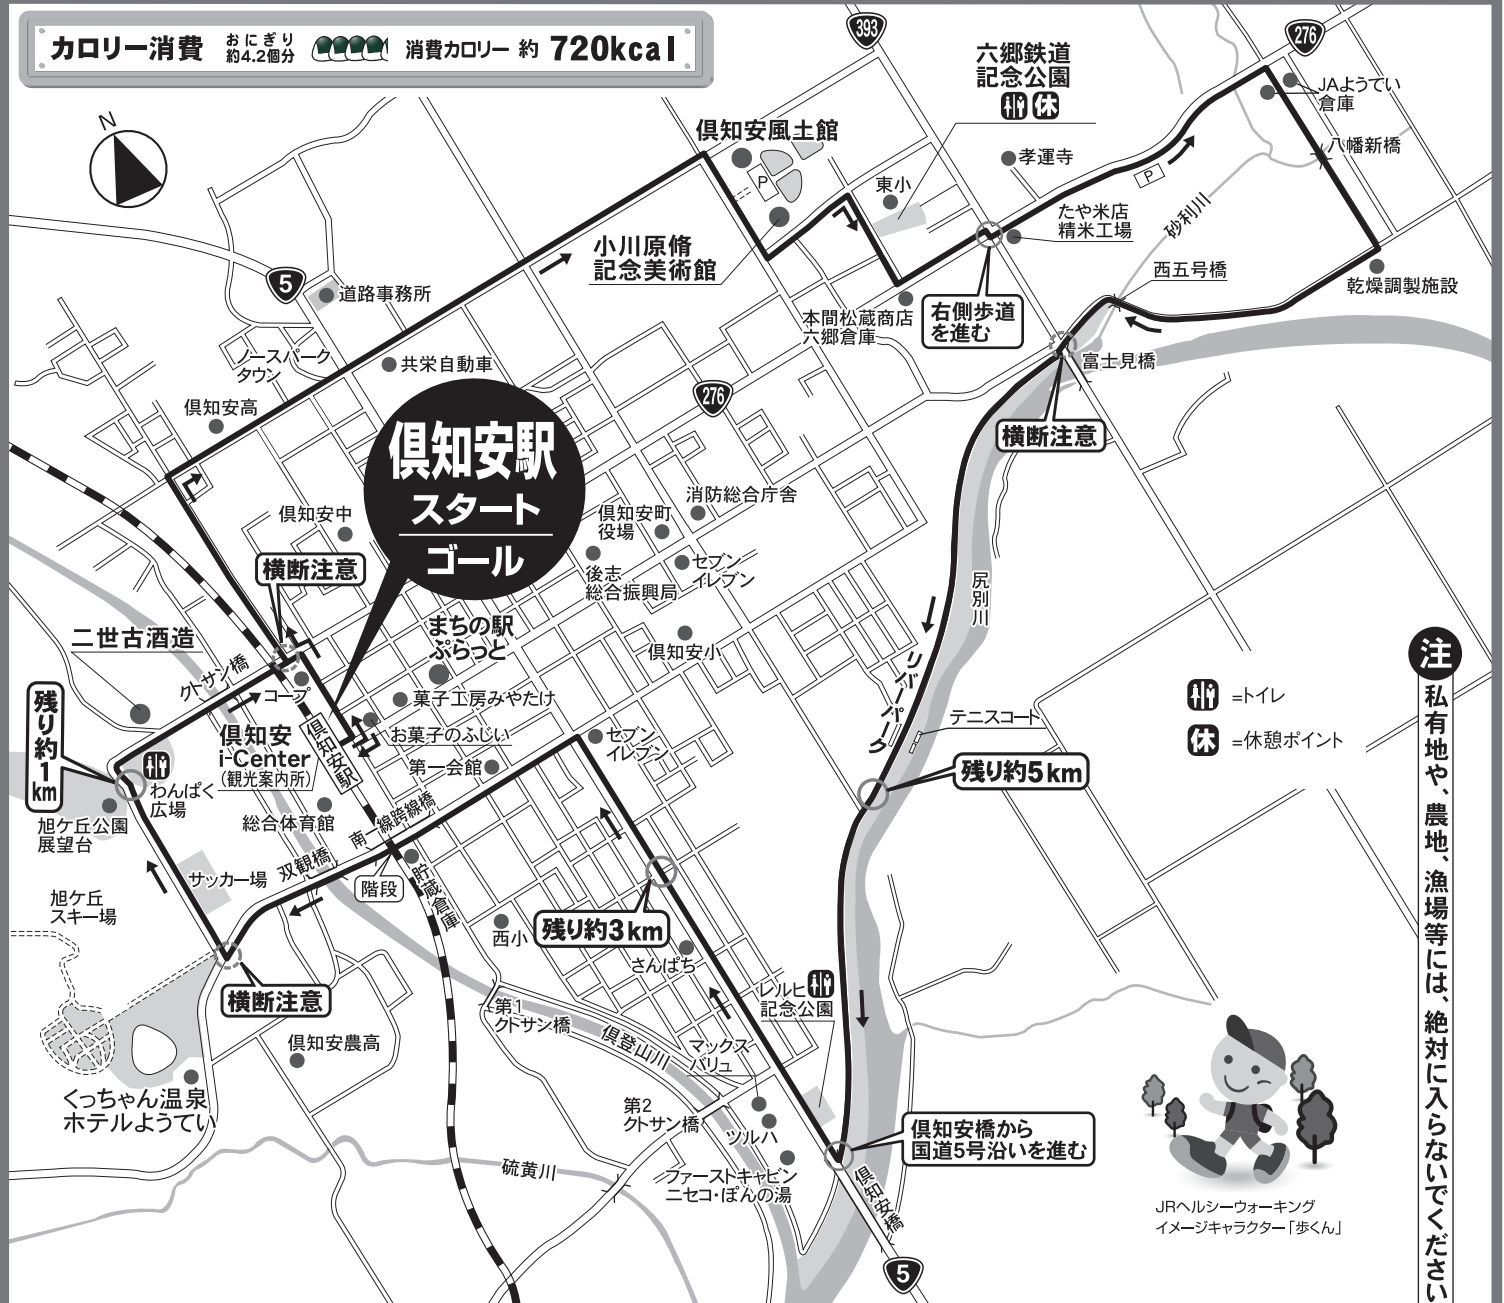 カロリー消費
おにぎり
約4.2個分
消費カロリー 約 720kcal
393
276
六郷鉄道
記念公園
休
JAようてい
倉庫
八幡新橋
N
倶知安風土館
P
孝運寺
P
東小
たや米店
精米工場
砂利川
小川原脩
記念美術館
西五号橋
5
道路事務所
乾燥調製施設
本間松蔵商店
六郷倉庫
右側歩道
を進む
ノースパーク
タウン
共栄自動車
富士見橋
276
倶知安高
横断注意
倶知安駅
スタート
ゴール
消防総合庁舎
倶知安中
倶知安町
役場
横断注意
セブン
イレブン
後志
総合振興局
尻別川
二世古酒造
まちの駅
ぷらっと
倶知安小
注
私有地や、農地、漁場等には、絶対に入らないでください
クトサン橋
リバーパーク
コープ
菓子工房みやたけ
=トイレ
残り約1km
倶知安
i-Center
(観光案内所)
倶知安駅
お菓子のふじい
セブン
イレブン
テニスコート
休
=休憩ポイント
第一会館
残り約5km
わんぱく
広場
旭ケ丘公園
展望台
総合体育館
南一線跨線橋
双観橋
サッカー場
階段
貯蔵倉庫
旭ケ丘
スキー場
西小
残り約3km
さんぱち
横断注意
レルヒ
記念公園
第1
クトサン橋
倶知安農高
倶登山川
マックス
バリュ
くっちゃん温泉
ホテルようてい
第2
クトサン橋
ツルハ
倶知安橋から
国道5号沿いを進む
硫黄川
ファーストキャビン
ニセコ・ぽんの湯
倶知安橋
JRヘルシーウォーキング
イメージキャラクター「歩くん」
5